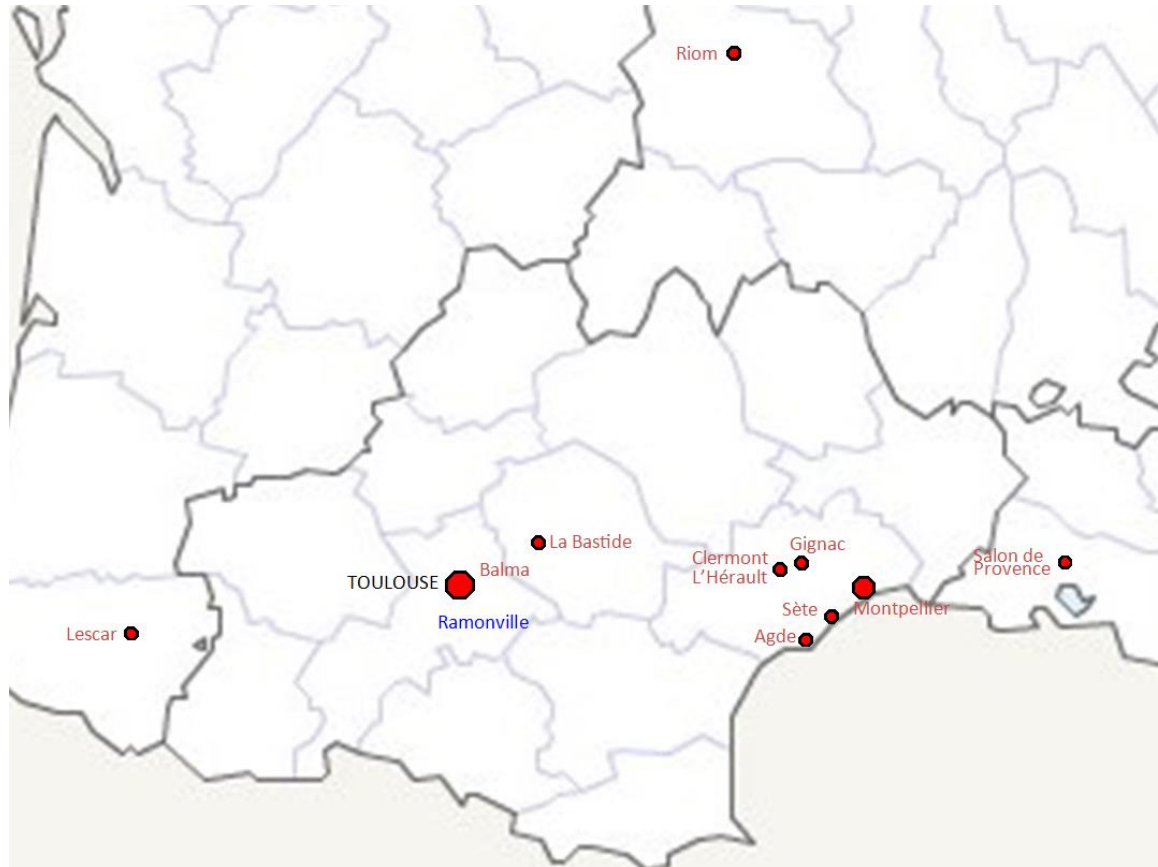 Riom
La Bastide
Clermont
L'Hérault
Gignac
Salon de
Provence
TOULOUSE
Balma
Ramonville
Lescar
Sète
Montpellier
Agde